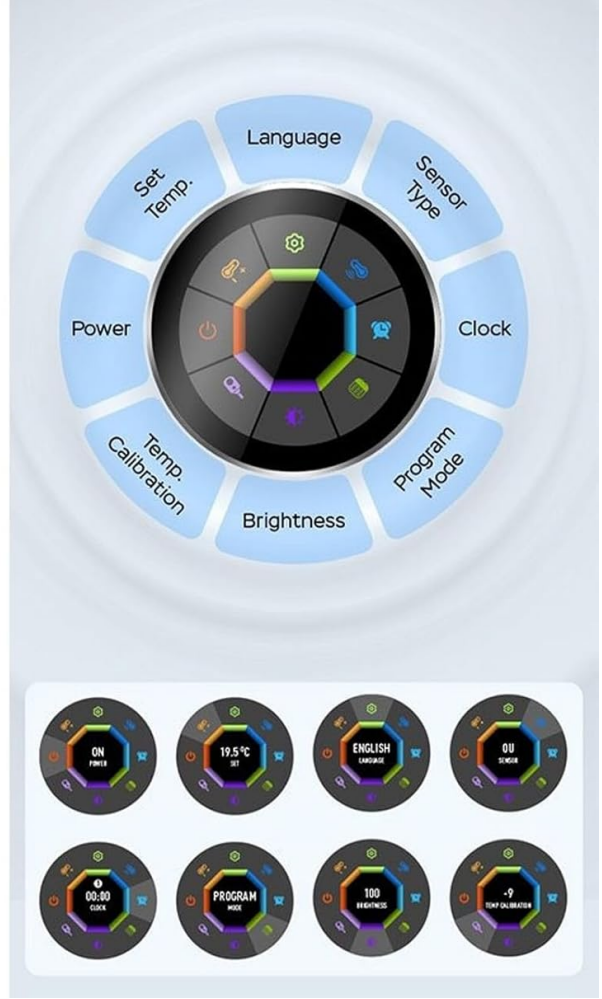 Language
Set
Temp.
Sensor
Type
Power
Clock
Temp.
Calibration
Program
Mode
Brightness
ON
POWER
19.5°C
SET
ENGLISH
LANGUAGE
OU
SENSOR
00:00
CLOCK
PROGRAM
MODE
100
BRIGHTNESS
-9
TEMP CALIBRATION